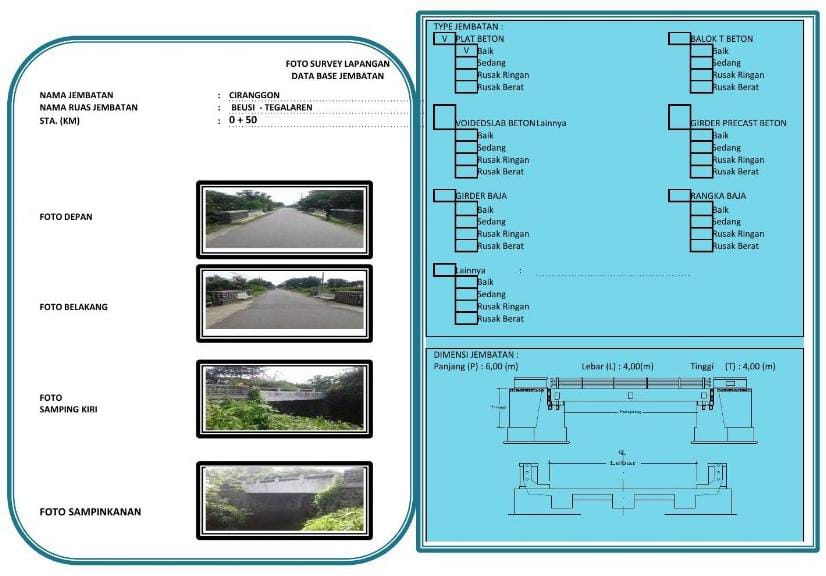 FOTO SURVEY LAPANGAN
DATA BASE JEMBATAN
NAMA JEMBATAN : CIRANGGON
NAMA RUAS JEMBATAN : BEUSI - TEGALAREN
STA. (KM) : 0 + 50
FOTO DEPAN
FOTO BELAKANG
FOTO
SAMPING KIRI
FOTO SAMPINKANAN
TYPE JEMBATAN :
V PLAT BETON
V Baik
Sedang
Rusak Ringan
Rusak Berat
BALOK T BETON
Baik
Sedang
Rusak Ringan
Rusak Berat
VOIDEDSLAB BETONLainnya
Baik
Sedang
Rusak Ringan
Rusak Berat
GIRDER PRECAST BETON
Baik
Sedang
Rusak Ringan
Rusak Berat
GIRDER BAJA
Baik
Sedang
Rusak Ringan
Rusak Berat
RANGKA BAJA
Baik
Sedang
Rusak Ringan
Rusak Berat
Lainnya :
Baik
Sedang
Rusak Ringan
Rusak Berat
DIMENSI JEMBATAN :
Panjang (P) : 6,00 (m) Lebar (L) : 4,00(m) Tinggi (T) : 4,00 (m)
Tinggi
Panjang
Lebar